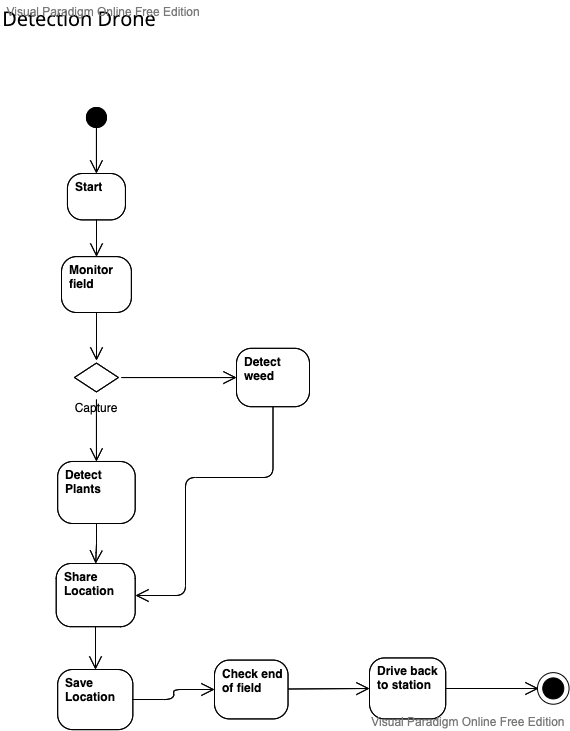 Visual Paradigm Online Free Edition
Detection Drone
Start
Monitor
field
Detect
weed
Capture
Detect
Plants
Share
Location
Save
Location
Check end
of field
Drive back
to station
Visual Paradigm Online Free Edition